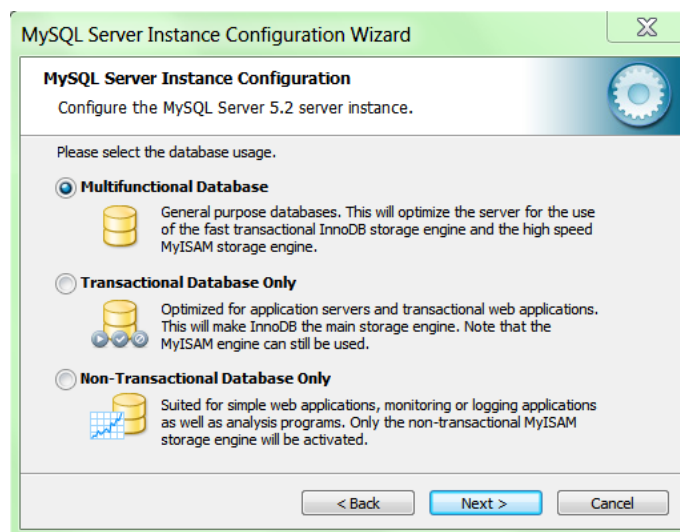 MySQL Server Instance Configuration Wizard
MySQL Server Instance Configuration
Configure the MySQL Server 5.2 server instance.
Please select the database usage.
Multifunctional Database
General purpose databases. This will optimize the server for the use
of the fast transactional InnoDB storage engine and the high speed
MyISAM storage engine.
Transactional Database Only
Optimized for application servers and transactional web applications.
This will make InnoDB the main storage engine. Note that the
MyISAM engine can still be used.
Non-Transactional Database Only
Suited for simple web applications, monitoring or logging applications
as well as analysis programs. Only the non-transactional MyISAM
storage engine will be activated.
< Back Next > Cancel